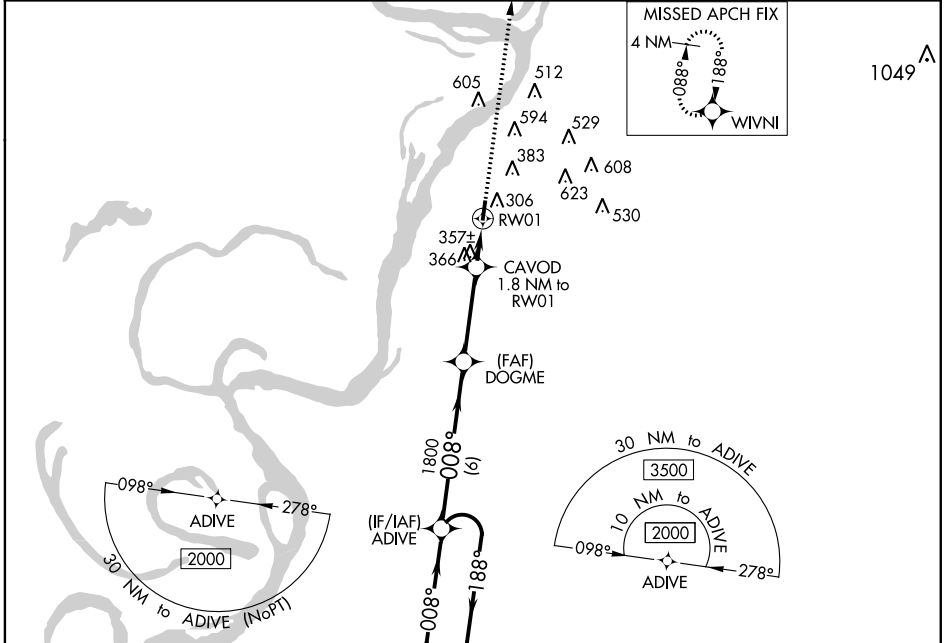 MISSED APCH FIX
4 NM
088°
188°
WIVNI
1049
605
512
594
529
383
608
623
306
530
RW01
357±
366
CAVOD
1.8 NM to
RW01
(FAF)
DOGME
1800
008°
(6)
(IF/IAF)
ADIVE
188°
008°
098°
278°
ADIVE
2000
30 NM to ADIVE (NoPT)
30 NM to ADIVE
3500
10 NM to ADIVE
2000
098°
278°
ADIVE